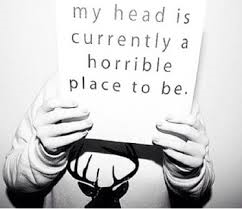 my head is
currently a
horrible
place to be.